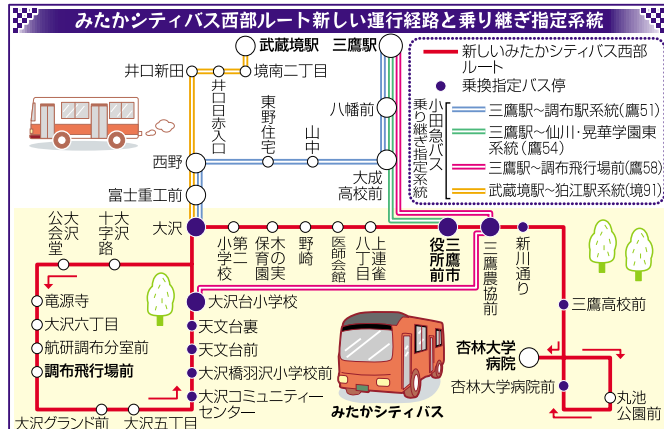 みたかシティバス西部ルート新しい運行経路と乗り継ぎ指定系統
武蔵境駅
三鷹駅
井口新田
境南二丁目
井口日赤入口
東野住宅
山中
八幡前
西野
大成
高校前
富士重工前
新しいみたかシティバス西部
ルート
乗換指定バス停
小田急バス
乗り継ぎ指定系統
三鷹駅〜調布駅系統(鷹51)
三鷹駅〜仙川・晃華学園東
系統(鷹54)
三鷹駅〜調布飛行場前(鷹58)
武蔵境駅〜狛江駅系統(境91)
大沢
第二
小学校
木の実
保育園
野崎
医師会館
上連雀
八丁目
三鷹市
役所前
三鷹農協前
新川通り
大沢
公会堂
大沢
十字路
竜源寺
大沢六丁目
航研調布分室前
調布飛行場前
大沢グランド前
大沢五丁目
大沢台小学校
天文台裏
天文台前
大沢橋羽沢小学校前
大沢コミュニティー
センター
みたかシティバス
三鷹高校前
杏林大学
病院
杏林大学病院前
丸池
公園前